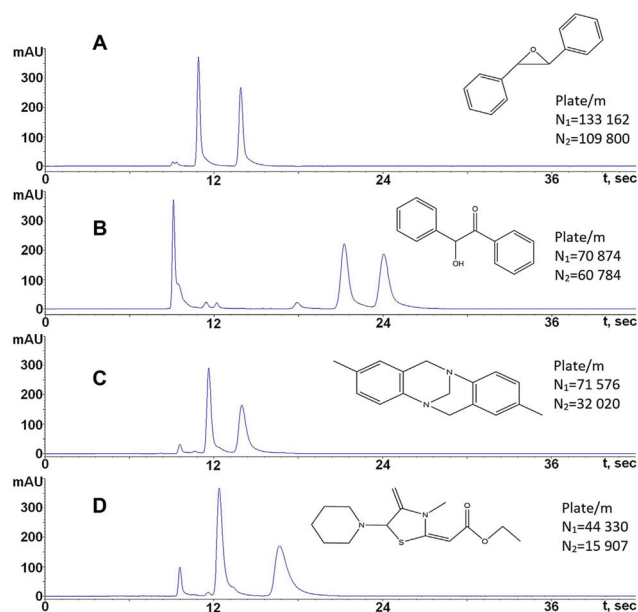 A
mAU
300
200
100
0
O
Plate/m
N₁=133 162
N₂=109 800
0 12 24 36
t, sec
B
mAU
300
200
100
0
O
OH
Plate/m
N₁=70 874
N₂=60 784
0 12 24 36
t, sec
C
mAU
300
200
100
0
N
N
Plate/m
N₁=71 576
N₂=32 020
0 12 24 36
t, sec
D
mAU
300
200
100
0
N
N
S
O
O
Plate/m
N₁=44 330
N₂=15 907
0 12 24 36
t, sec